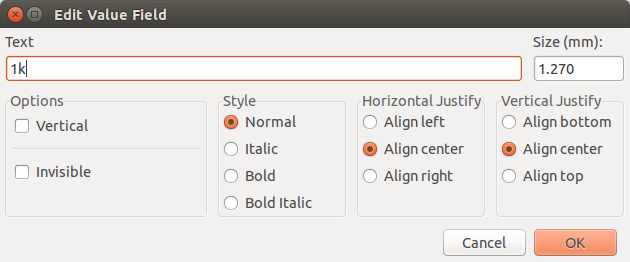 Edit Value Field
Text Size (mm):
1k 1.270
Options Style Horizontal Justify Vertical Justify
Vertical Normal Align left Align bottom
Italic Align center Align center
Invisible Bold Align right Align top
Bold Italic
Cancel OK